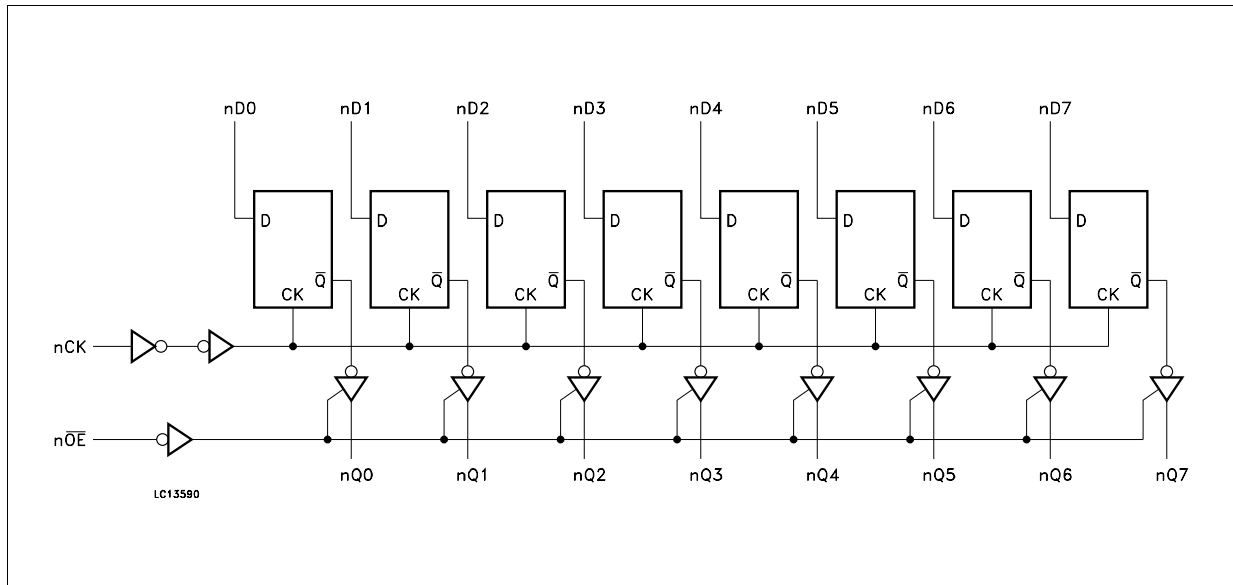 nD0 nD1 nD2 nD3 nD4 nD5 nD6 nD7
D D D D D D D D
Q̅ Q̅ Q̅ Q̅ Q̅ Q̅ Q̅ Q̅
CK CK CK CK CK CK CK CK
nCK
nO̅E̅
nQ0 nQ1 nQ2 nQ3 nQ4 nQ5 nQ6 nQ7
LC13590